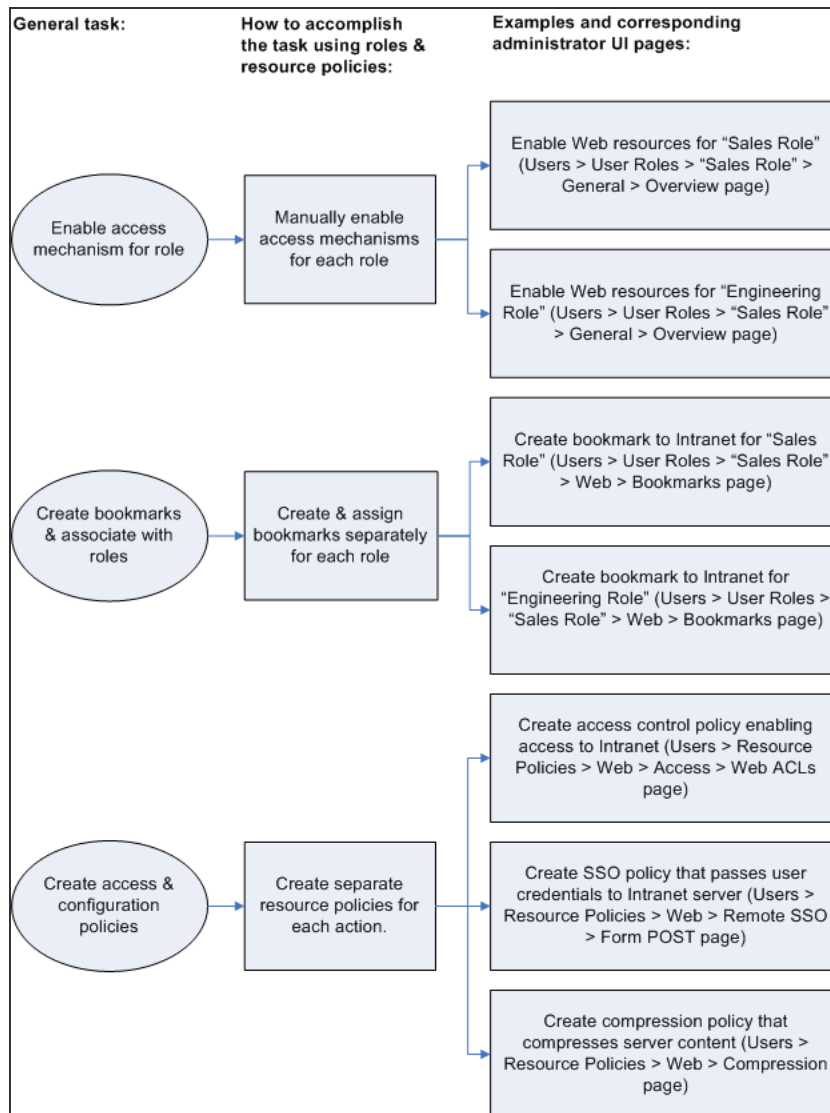 General task:
How to accomplish
the task using roles &
resource policies:
Examples and corresponding
administrator UI pages:
Enable access
mechanism for role
Manually enable
access mechanisms
for each role
Enable Web resources for “Sales Role”
(Users > User Roles > “Sales Role” >
General > Overview page)
Enable Web resources for “Engineering
Role” (Users > User Roles > “Sales Role”
> General > Overview page)
Create bookmarks
& associate with
roles
Create & assign
bookmarks separately
for each role
Create bookmark to Intranet for “Sales
Role” (Users > User Roles > “Sales Role”
> Web > Bookmarks page)
Create bookmark to Intranet for
“Engineering Role” (Users > User Roles >
“Sales Role” > Web > Bookmarks page)
Create access &
configuration
policies
Create separate
resource policies for
each action.
Create access control policy enabling
access to Intranet (Users > Resource
Policies > Web > Access > Web ACLs
page)
Create SSO policy that passes user
credentials to Intranet server (Users >
Resource Policies > Web > Remote SSO
> Form POST page)
Create compression policy that
compresses server content (Users >
Resource Policies > Web > Compression
page)